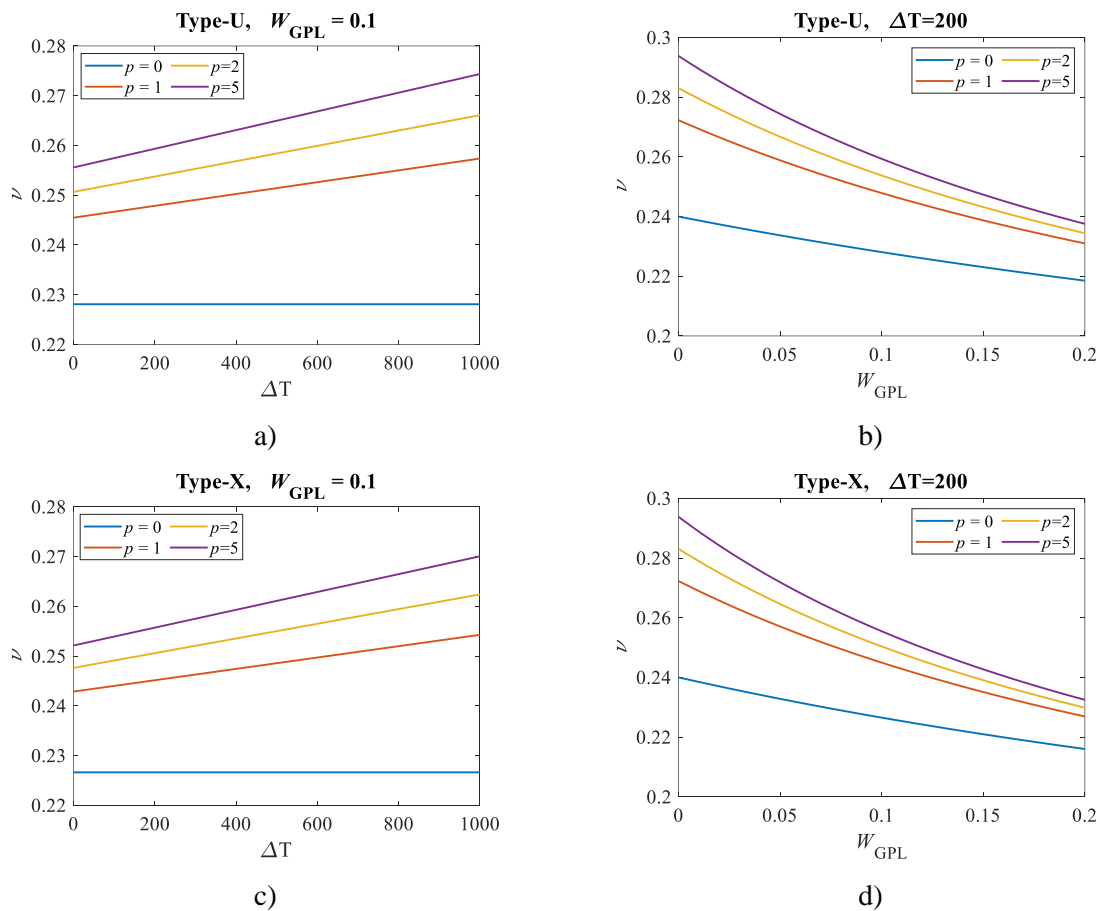 Type-U, W_GPL = 0.1
0.28
0.27
0.26
0.25
0.24
0.23
0.22
ν
p = 0 p=2
p = 1 p=5
0 200 400 600 800 1000
ΔT
a)
Type-U, ΔT=200
0.3
0.28
0.26
0.24
0.22
0.2
ν
p = 0 p=2
p = 1 p=5
0 0.05 0.1 0.15 0.2
W_GPL
b)
Type-X, W_GPL = 0.1
0.28
0.27
0.26
0.25
0.24
0.23
0.22
ν
p = 0 p=2
p = 1 p=5
0 200 400 600 800 1000
ΔT
c)
Type-X, ΔT=200
0.3
0.28
0.26
0.24
0.22
0.2
ν
p = 0 p=2
p = 1 p=5
0 0.05 0.1 0.15 0.2
W_GPL
d)